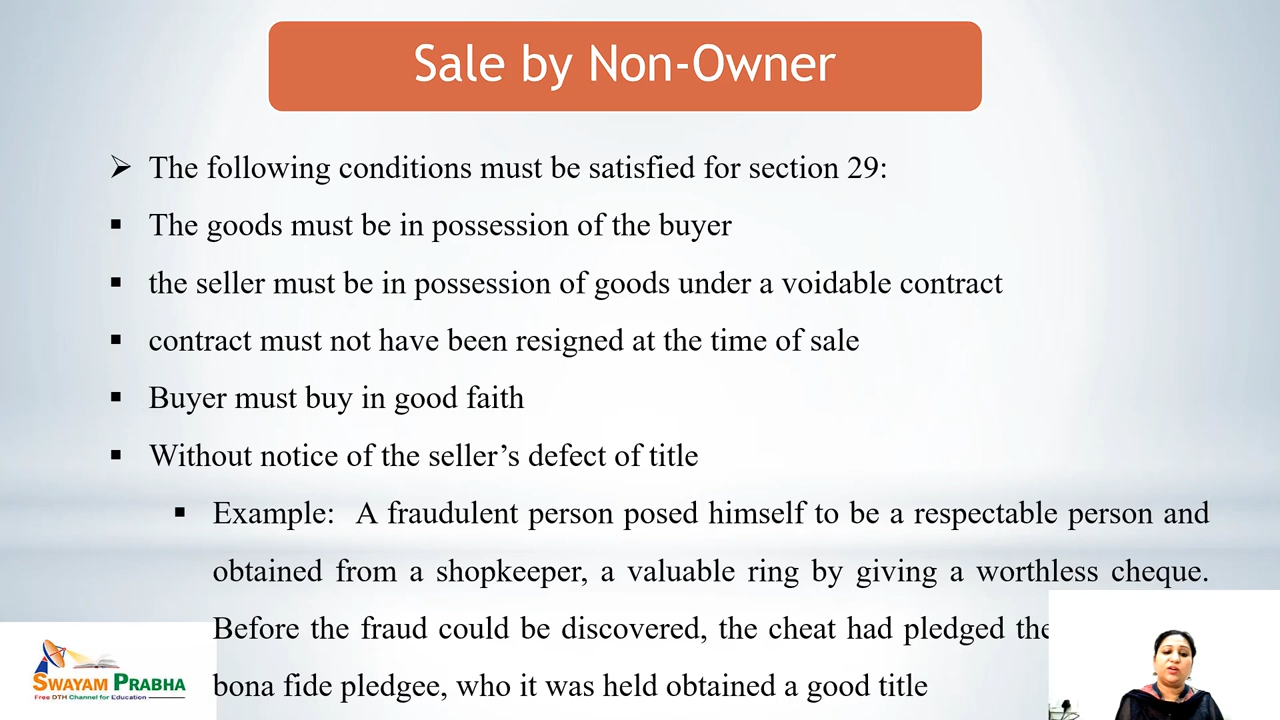 Sale by Non-Owner
The following conditions must be satisfied for section 29:
The goods must be in possession of the buyer
the seller must be in possession of goods under a voidable contract
contract must not have been resigned at the time of sale
Buyer must buy in good faith
Without notice of the seller’s defect of title
Example: A fraudulent person posed himself to be a respectable person and
obtained from a shopkeeper, a valuable ring by giving a worthless cheque.
Before the fraud could be discovered, the cheat had pledged the
bona fide pledgee, who it was held obtained a good title
SWAYAM PRABHA
Free DTH Channel for Education